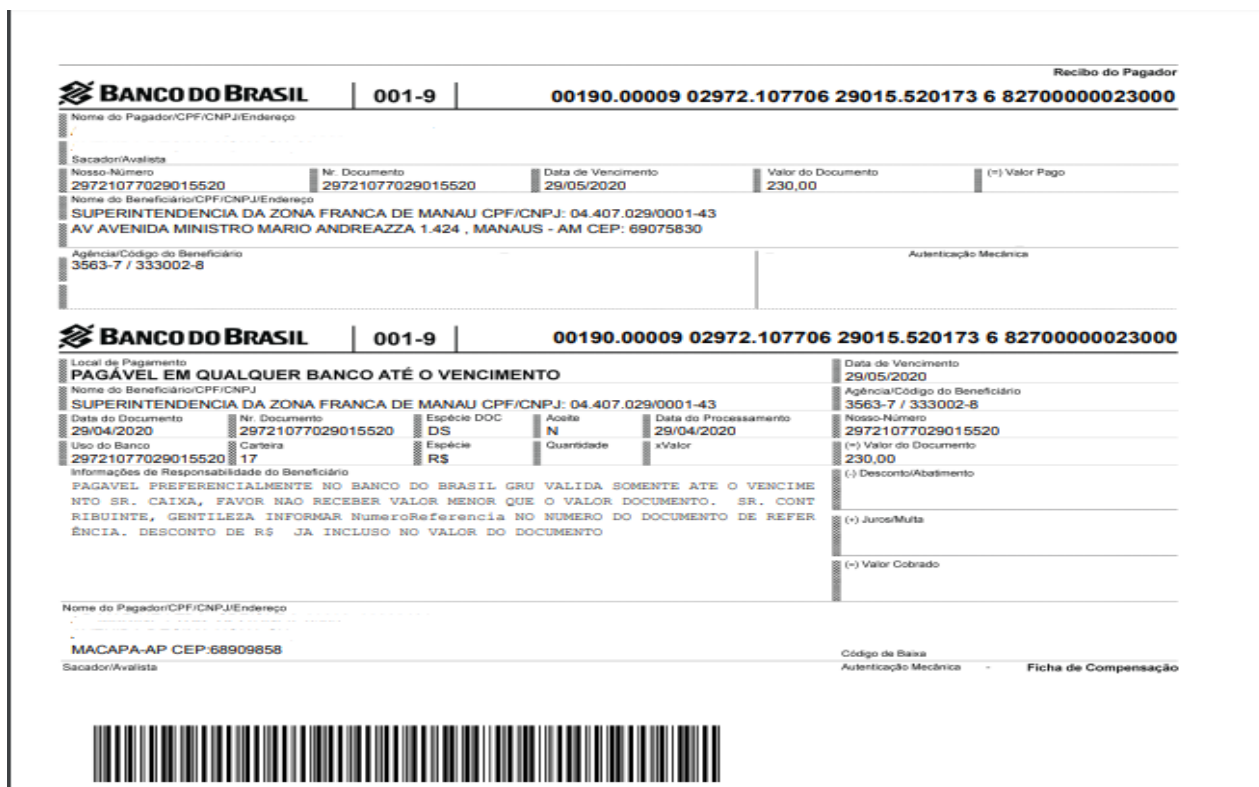 Recibo do Pagador
BANCO DO BRASIL 001-9 00190.00009 02972.107706 29015.520173 6 82700000023000
Nome do Pagador/CPF/CNPJ/Endereço
Sacador/Avalista
Nosso-Número Nr. Documento Data de Vencimento Valor do Documento (=) Valor Pago
29721077029015520 29721077029015520 29/05/2020 230,00
Nome do Beneficiário/CPF/CNPJ/Endereço
SUPERINTENDENCIA DA ZONA FRANCA DE MANAU CPF/CNPJ: 04.407.029/0001-43
AV AVENIDA MINISTRO MARIO ANDREAZZA 1.424 , MANAUS - AM CEP: 69075830
Agência/Código do Beneficiário Autenticação Mecânica
3563-7 / 333002-8
BANCO DO BRASIL 001-9 00190.00009 02972.107706 29015.520173 6 82700000023000
Local de Pagamento Data de Vencimento
PAGÁVEL EM QUALQUER BANCO ATÉ O VENCIMENTO 29/05/2020
Nome do Beneficiário/CPF/CNPJ Agência/Código do Beneficiário
SUPERINTENDENCIA DA ZONA FRANCA DE MANAU CPF/CNPJ: 04.407.029/0001-43 3563-7 / 333002-8
Data do Documento Nr. Documento Espécie DOC Aceite Data do Processamento Nosso-Número
29/04/2020 29721077029015520 DS N 29/04/2020 29721077029015520
Uso do Banco Carteira Espécie Quantidade xValor (=) Valor do Documento
29721077029015520 17 R$ 230,00
Informações de Responsabilidade do Beneficiário (-) Desconto/Abatimento
PAGAVEL PREFERENCIALMENTE NO BANCO DO BRASIL GRU VALIDA SOMENTE ATE O VENCIME
NTO SR. CAIXA, FAVOR NAO RECEBER VALOR MENOR QUE O VALOR DOCUMENTO. SR. CONT
RIBUINTE, GENTILEZA INFORMAR NumeroReferencia NO NUMERO DO DOCUMENTO DE REFER (+) Juros/Multa
ÊNCIA. DESCONTO DE R$ JA INCLUSO NO VALOR DO DOCUMENTO
(=) Valor Cobrado
Nome do Pagador/CPF/CNPJ/Endereço
MACAPA-AP CEP:68909858
Código de Baixa
Sacador/Avalista Autenticação Mecânica - Ficha de Compensação